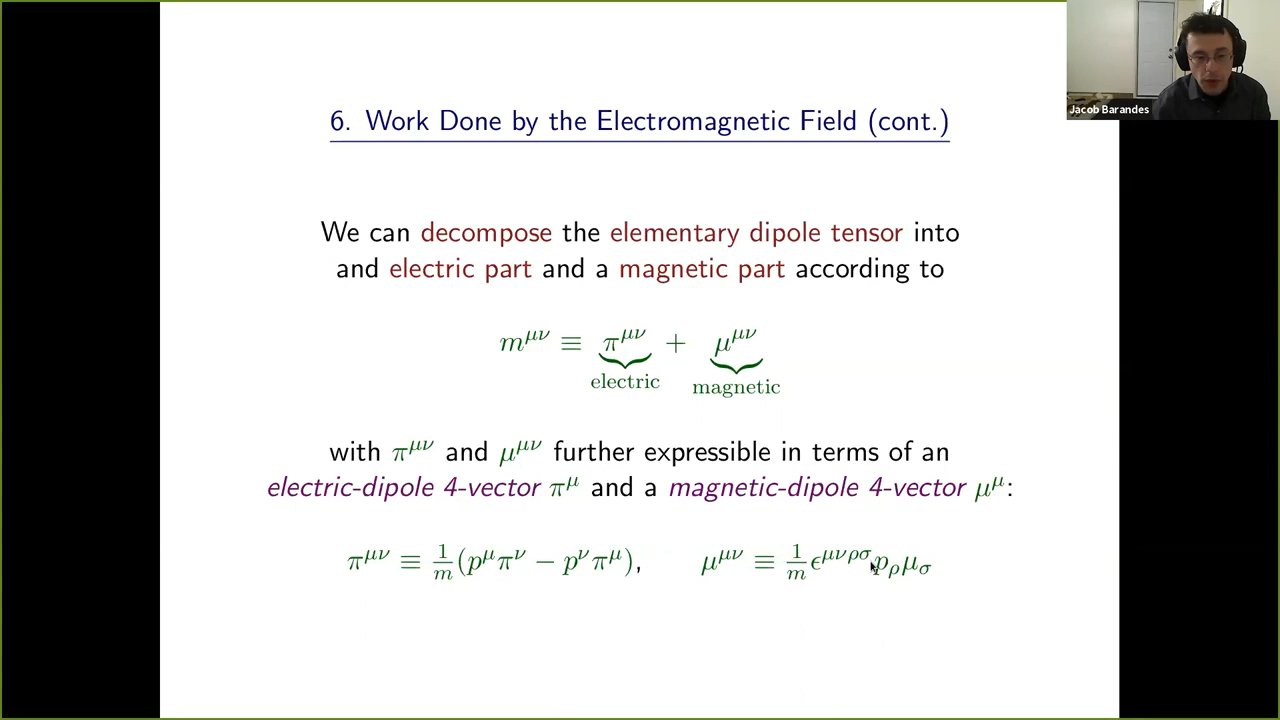 Jacob Barandes
6. Work Done by the Electromagnetic Field (cont.)
We can decompose the elementary dipole tensor into
and electric part and a magnetic part according to
m^{μν} ≡ π^{μν} + μ^{μν}
electric magnetic
with π^{μν} and μ^{μν} further expressible in terms of an
electric-dipole 4-vector π^μ and a magnetic-dipole 4-vector μ^μ:
π^{μν} ≡ 1/m (p^μ π^ν − p^ν π^μ), μ^{μν} ≡ 1/m ϵ^{μνρσ} p_ρ μ_σ